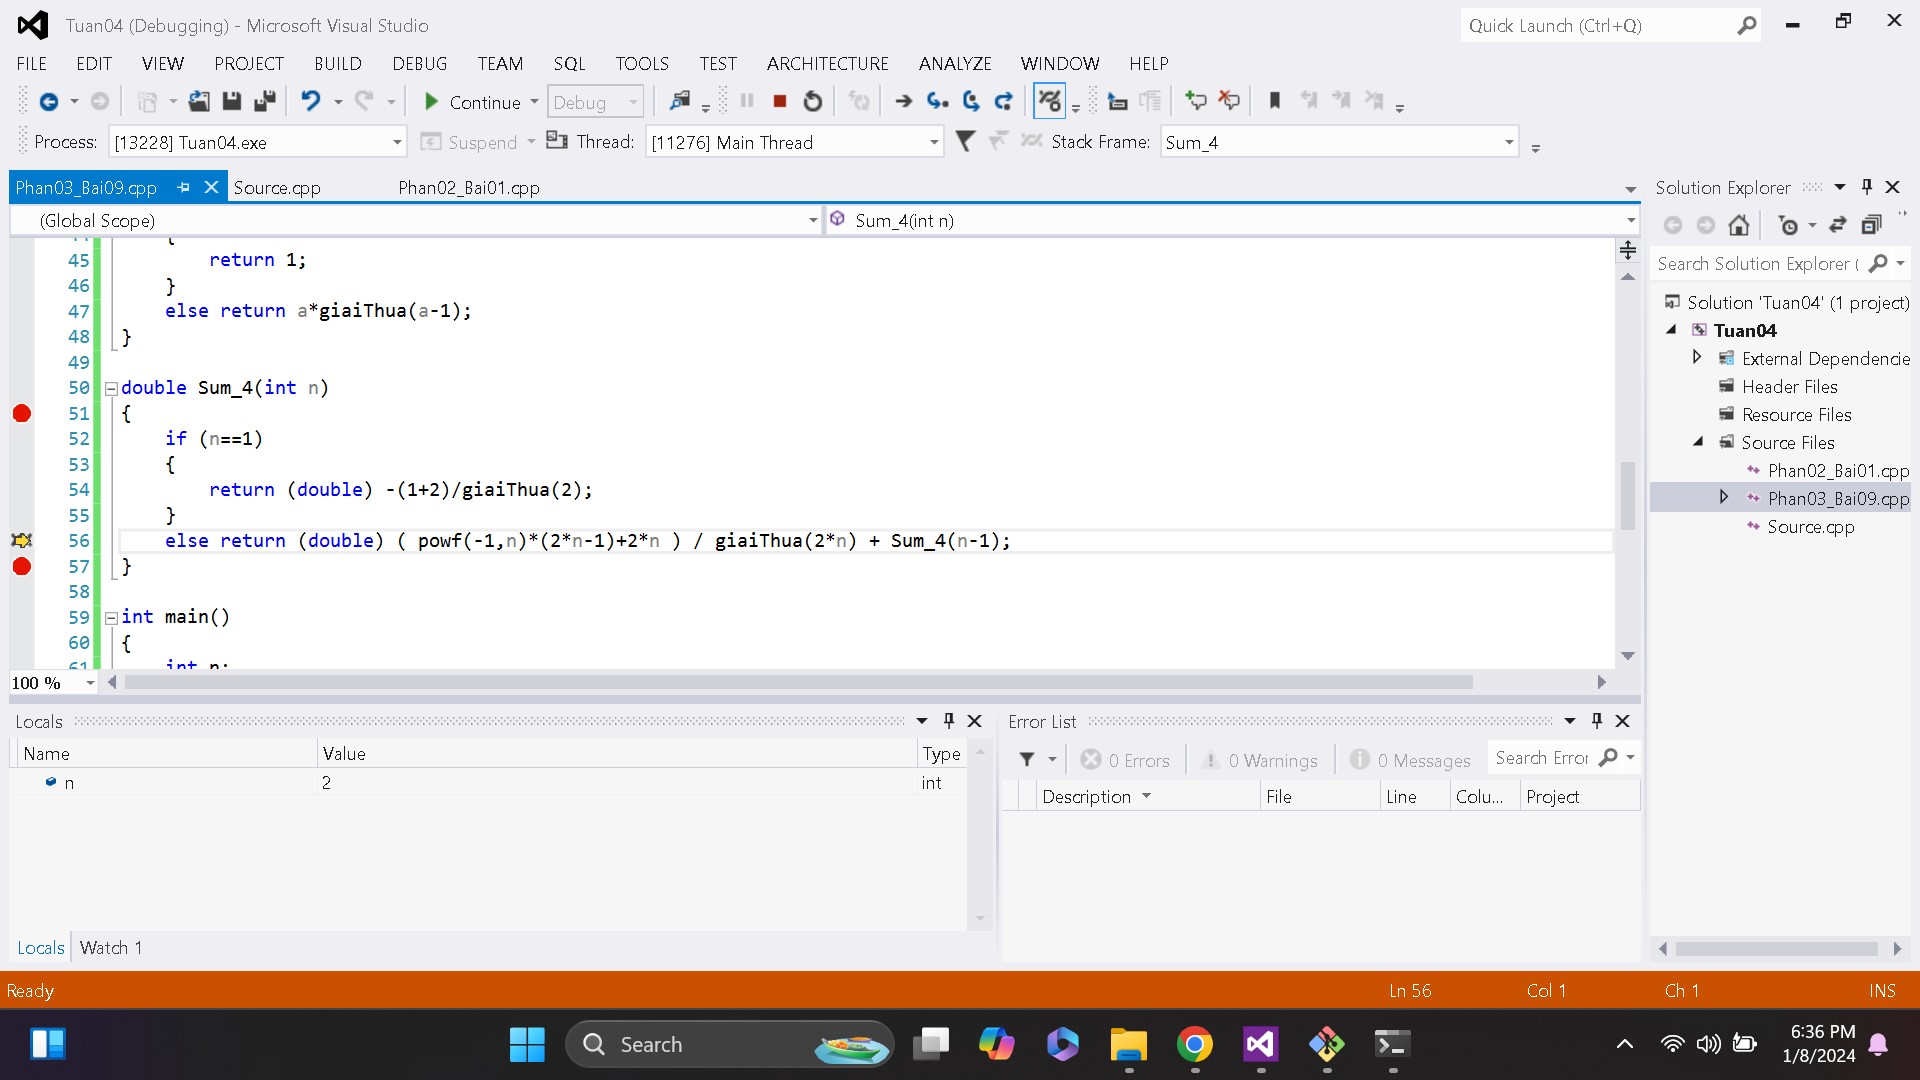 Tuan04 (Debugging) - Microsoft Visual Studio
Quick Launch (Ctrl+Q)
FILE EDIT VIEW PROJECT BUILD DEBUG TEAM SQL TOOLS TEST ARCHITECTURE ANALYZE WINDOW HELP
Continue Debug
Process: [13228] Tuan04.exe Suspend Thread: [11276] Main Thread Stack Frame: Sum_4
Phan03_Bai09.cpp Source.cpp Phan02_Bai01.cpp
(Global Scope) Sum_4(int n)
44 {
45 return 1;
46 }
47 else return a*giaiThua(a-1);
48 }
49
50 double Sum_4(int n)
51 {
52 if (n==1)
53 {
54 return (double) -(1+2)/giaiThua(2);
55 }
56 else return (double) ( powf(-1,n)*(2*n-1)+2*n ) / giaiThua(2*n) + Sum_4(n-1);
57 }
58
59 int main()
60 {
61 int n;
100 %
Solution Explorer
Search Solution Explorer (
Solution 'Tuan04' (1 project)
Tuan04
External Dependencie
Header Files
Resource Files
Source Files
Phan02_Bai01.cpp
Phan03_Bai09.cpp
Source.cpp
Locals
Name Value Type
n 2 int
Locals Watch 1
Error List
0 Errors 0 Warnings 0 Messages Search Error
Description File Line Colu... Project
Ready Ln 56 Col 1 Ch 1 INS
Search
6:36 PM
1/8/2024